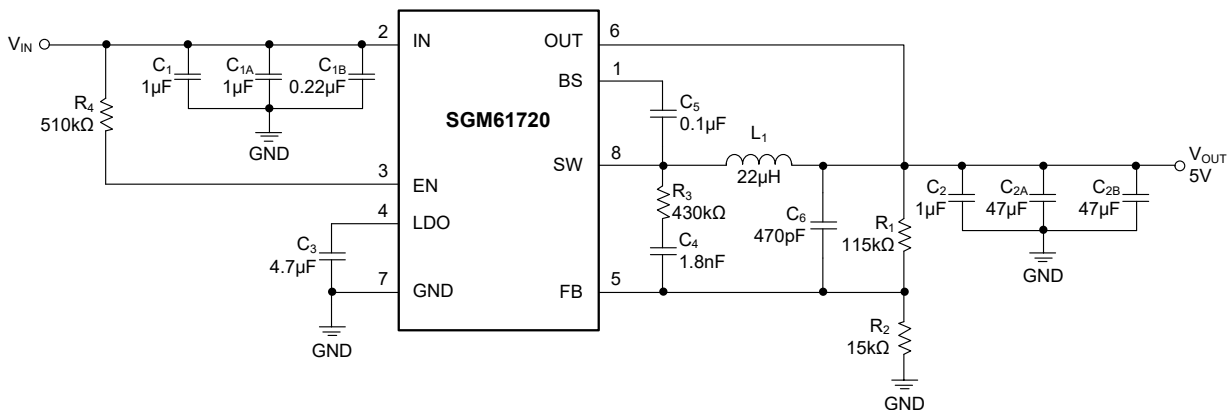 VIN
2
IN
OUT
6
C1
1μF
C1A
1μF
C1B
0.22μF
BS
1
R4
510kΩ
GND
SGM61720
C5
0.1μF
L1
22μH
SW
8
VOUT
5V
3
EN
R3
430kΩ
C6
470pF
R1
115kΩ
C2
1μF
C2A
47μF
C2B
47μF
4
LDO
C3
4.7μF
C4
1.8nF
GND
7
GND
FB
5
R2
15kΩ
GND
GND